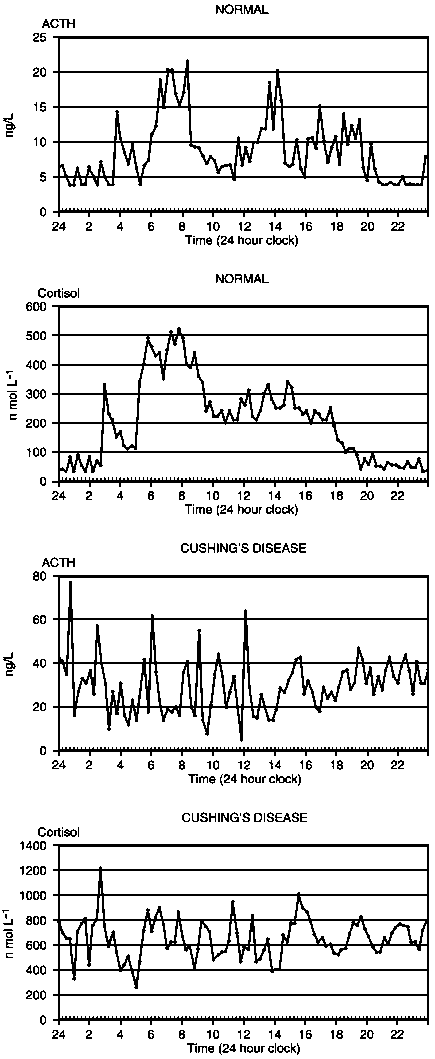 NORMAL
ACTH
25
20
15
10
5
0
ng/L
24 2 4 6 8 10 12 14 16 18 20 22
Time (24 hour clock)
NORMAL
Cortisol
600
500
400
300
200
100
0
n mol L⁻¹
24 2 4 6 8 10 12 14 16 18 20 22
Time (24 hour clock)
CUSHING'S DISEASE
ACTH
80
60
40
20
0
ng/L
24 2 4 6 8 10 12 14 16 18 20 22
Time (24 hour clock)
CUSHING'S DISEASE
Cortisol
1400
1200
1000
800
600
400
200
0
n mol L⁻¹
24 2 4 6 8 10 12 14 16 18 20 22
Time (24 hour clock)